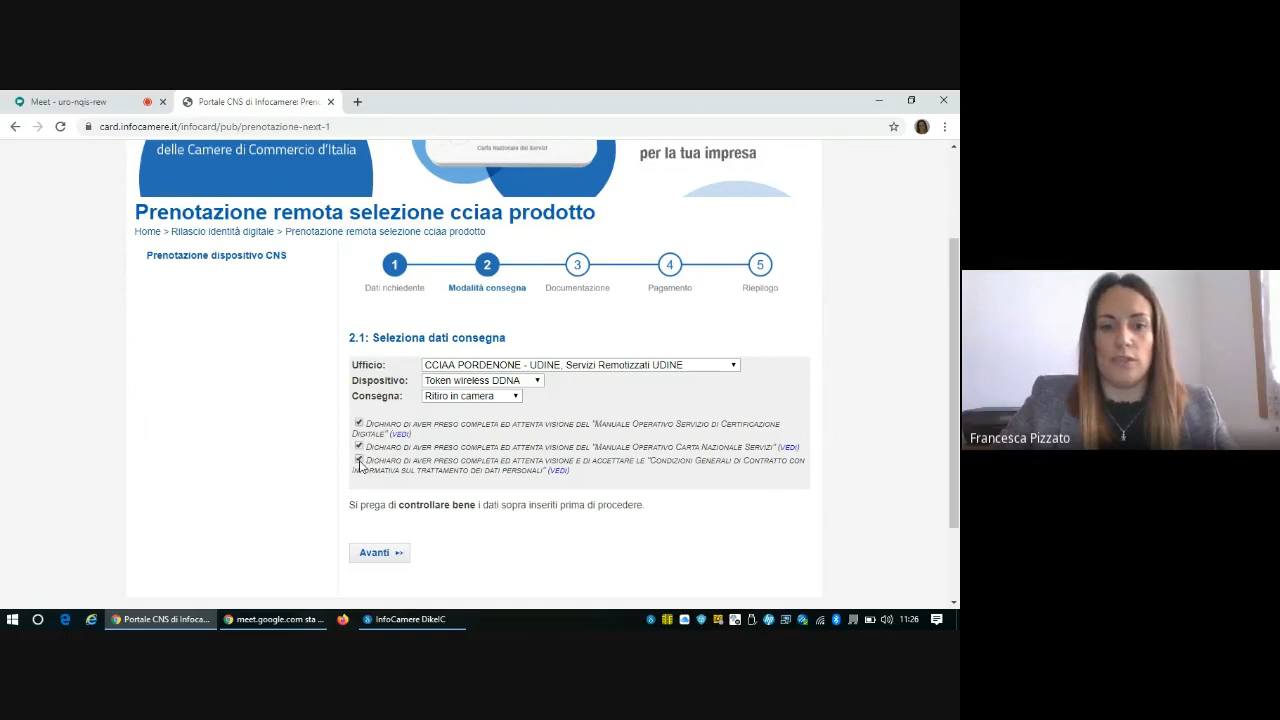 Meet - uro-nqis-rew
Portale CNS di Infocamere: Preno
card.infocamere.it/infocard/pub/prenotazione-next-1
delle Camere di Commercio d'Italia
Carta Nazionale dei Servizi
per la tua impresa
Prenotazione remota selezione cciaa prodotto
Home > Rilascio identità digitale > Prenotazione remota selezione cciaa prodotto
Prenotazione dispositivo CNS
1 2 3 4 5
Dati richiedente Modalità consegna Documentazione Pagamento Riepilogo
2.1: Seleziona dati consegna
Ufficio: CCIAA PORDENONE - UDINE, Servizi Remotizzati UDINE
Dispositivo: Token wireless DDNA
Consegna: Ritiro in camera
DICHIARO DI AVER PRESO COMPLETA ED ATTENTA VISIONE DEL "MANUALE OPERATIVO SERVIZIO DI CERTIFICAZIONE
DIGITALE" (VEDI)
DICHIARO DI AVER PRESO COMPLETA ED ATTENTA VISIONE DEL "MANUALE OPERATIVO CARTA NAZIONALE SERVIZI" (VEDI)
DICHIARO DI AVER PRESO COMPLETA ED ATTENTA VISIONE E DI ACCETTARE LE "CONDIZIONI GENERALI DI CONTRATTO CON
INFORMATIVA SUL TRATTAMENTO DEI DATI PERSONALI" (VEDI)
Si prega di controllare bene i dati sopra inseriti prima di procedere.
Avanti
Francesca Pizzato
Portale CNS di Infoca... meet.google.com sta ... InfoCamere DikeIC 11:26